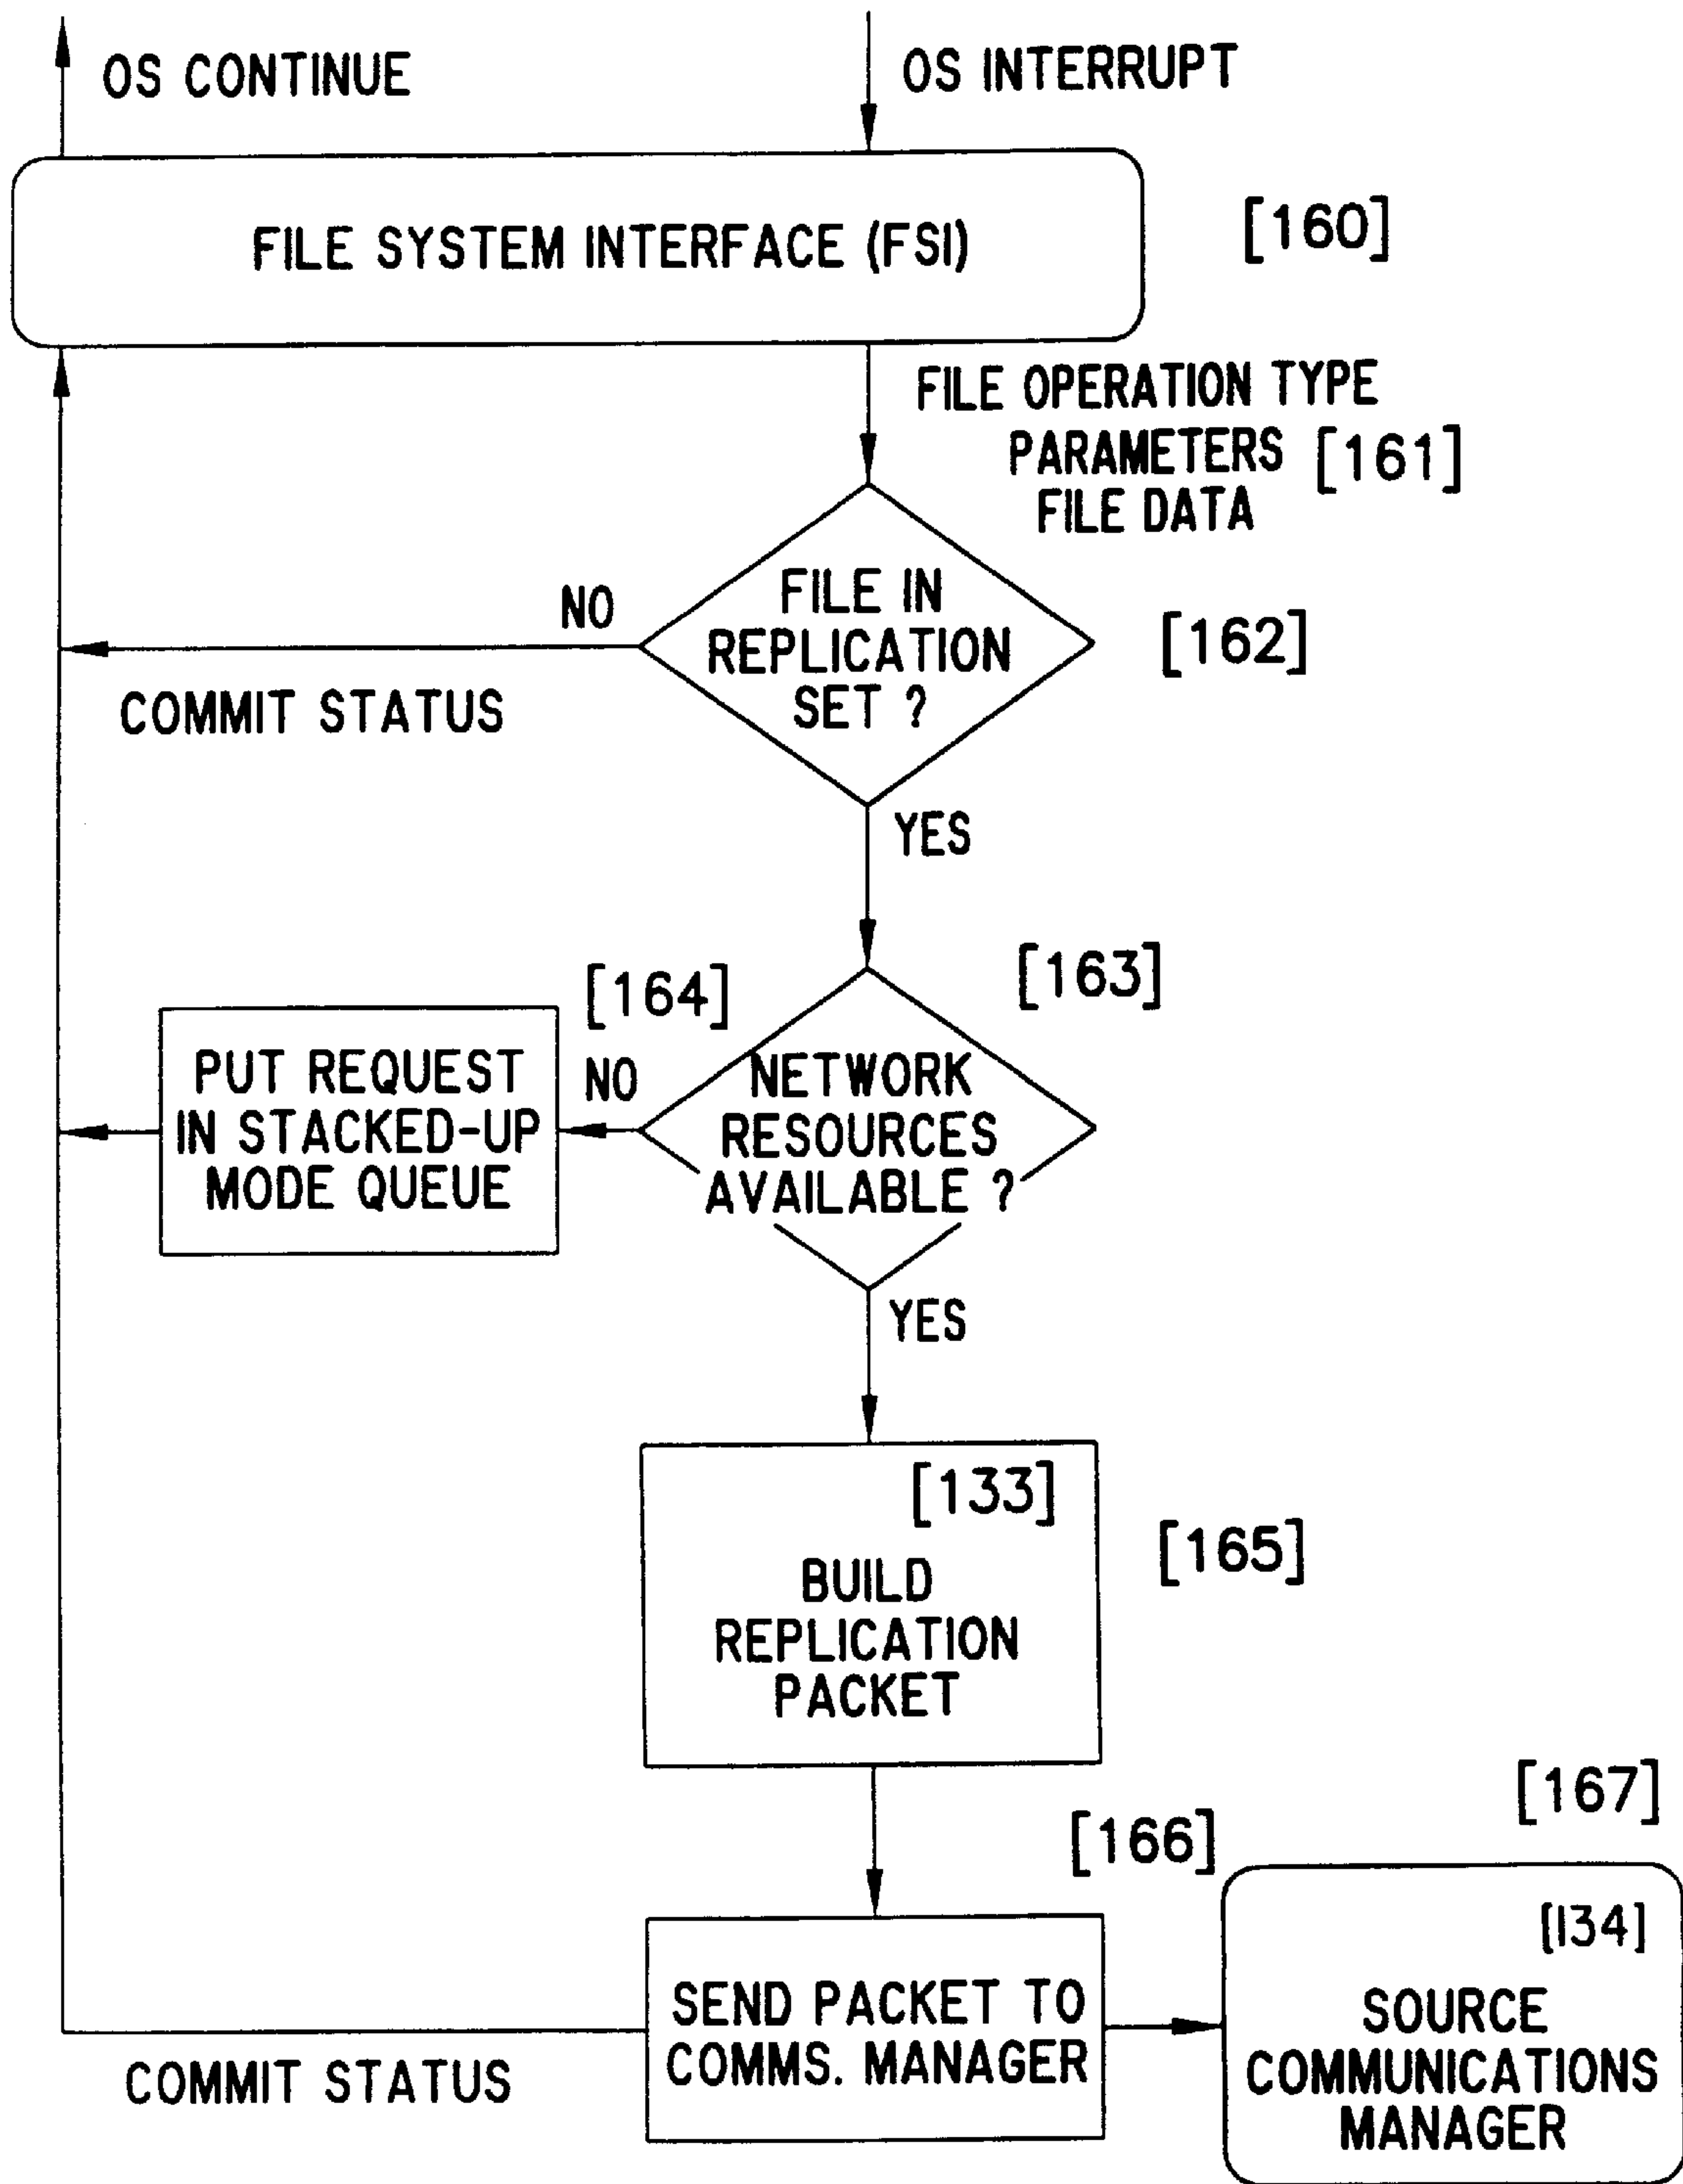 OS CONTINUE
OS INTERRUPT
FILE SYSTEM INTERFACE (FSI)
[160]
FILE OPERATION TYPE
PARAMETERS [161]
FILE DATA
NO
FILE IN
REPLICATION
SET ?
[162]
COMMIT STATUS
YES
[163]
[164]
PUT REQUEST
IN STACKED-UP
MODE QUEUE
NO
NETWORK
RESOURCES
AVAILABLE ?
YES
[133]
BUILD
REPLICATION
PACKET
[165]
[166]
[167]
SEND PACKET TO
COMMS. MANAGER
[134]
SOURCE
COMMUNICATIONS
MANAGER
COMMIT STATUS